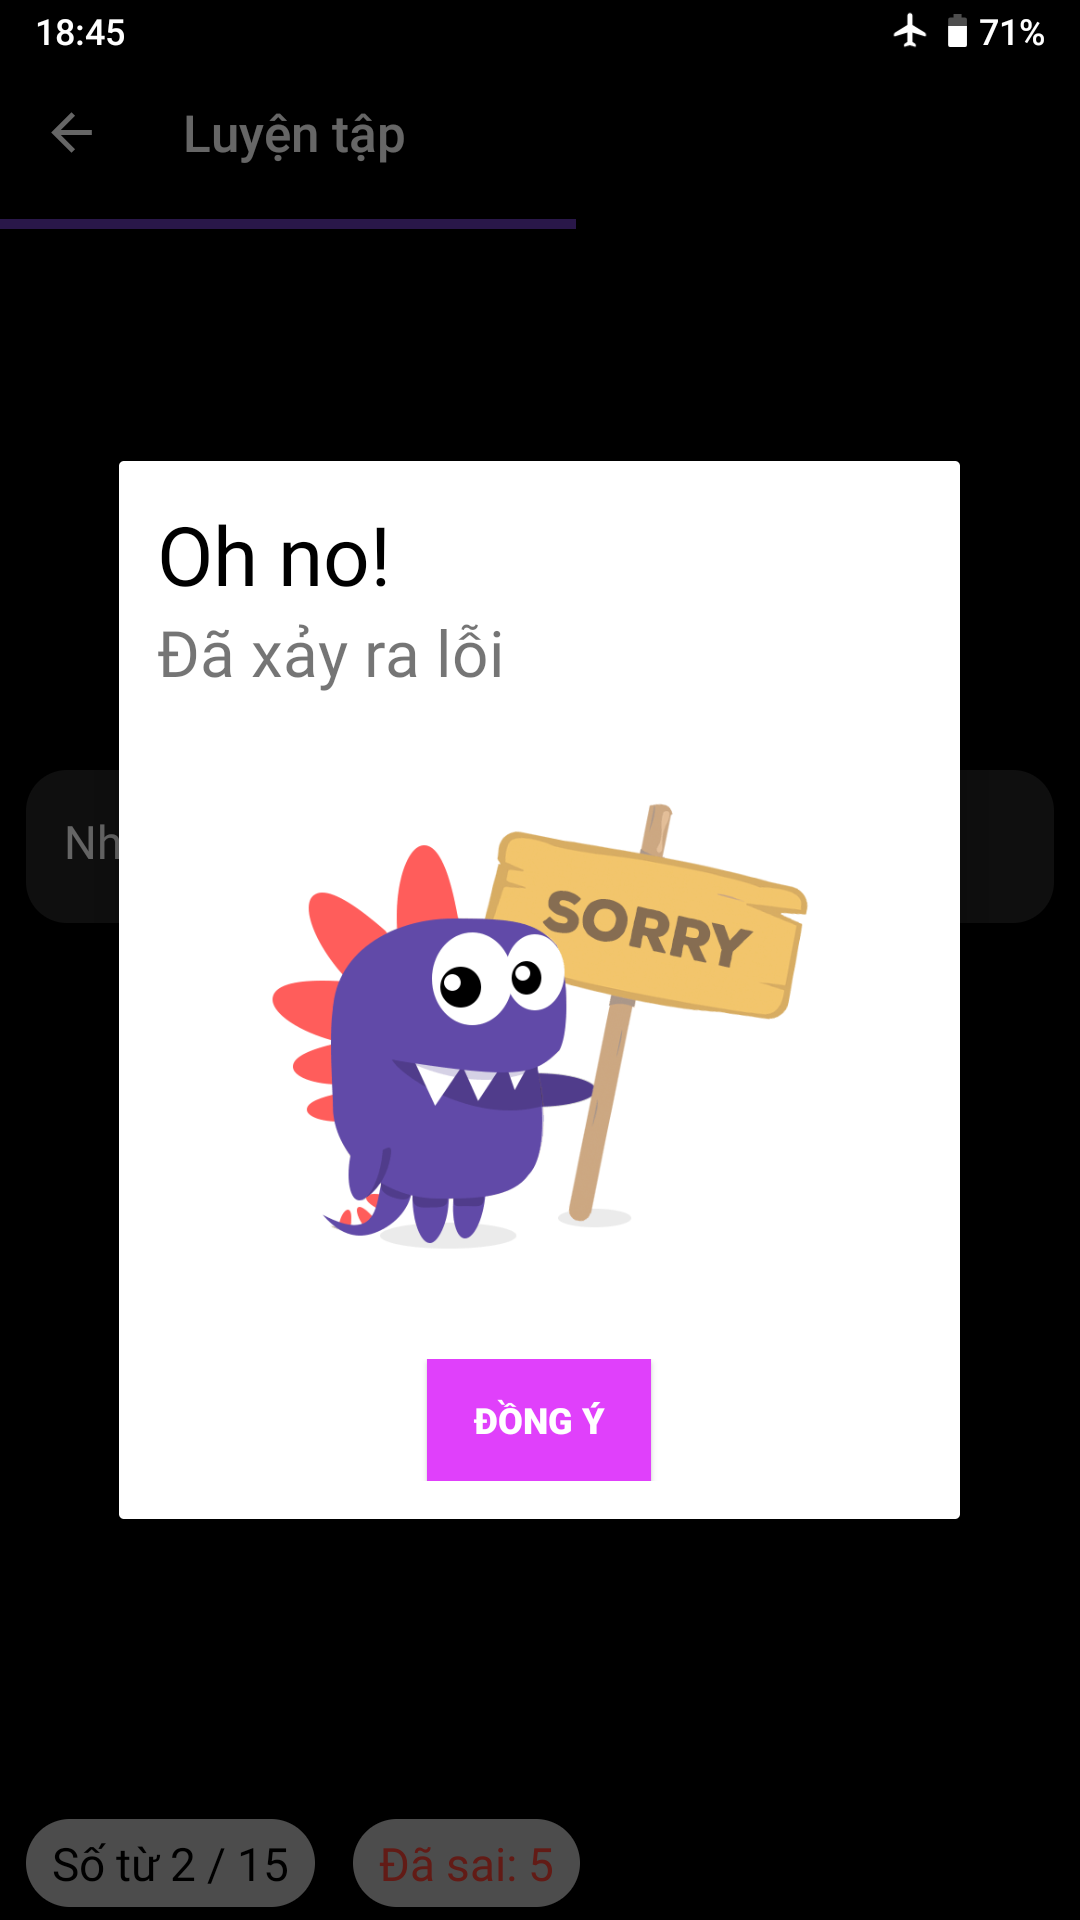 18:45 71%
Luyện tập
Oh no!
Đã xảy ra lỗi
Nh
SORRY
ĐỒNG Ý
Số từ 2 / 15 Đã sai: 5